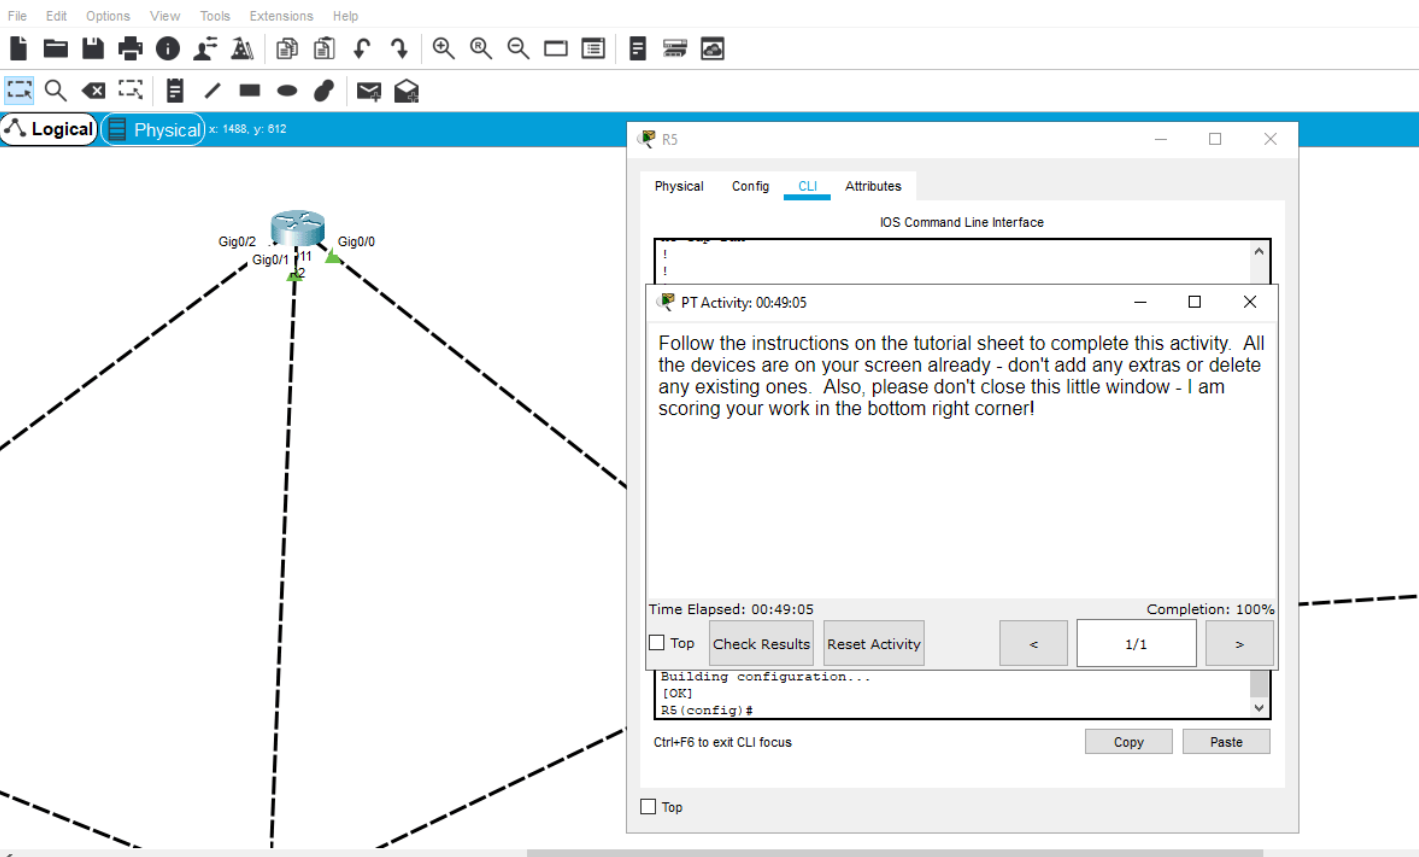 File Edit Options View Tools Extensions Help
Logical Physical x: 1488, y: 612
R5
Physical Config CLI Attributes
IOS Command Line Interface
!
!
Gig0/2 Gig0/0
Gig0/1
R2
PT Activity: 00:49:05
Follow the instructions on the tutorial sheet to complete this activity. All
the devices are on your screen already - don't add any extras or delete
any existing ones. Also, please don't close this little window - I am
scoring your work in the bottom right corner!
Time Elapsed: 00:49:05 Completion: 100%
Top Check Results Reset Activity < 1/1 >
Building configuration...
[OK]
R5(config)#
Ctrl+F6 to exit CLI focus Copy Paste
Top